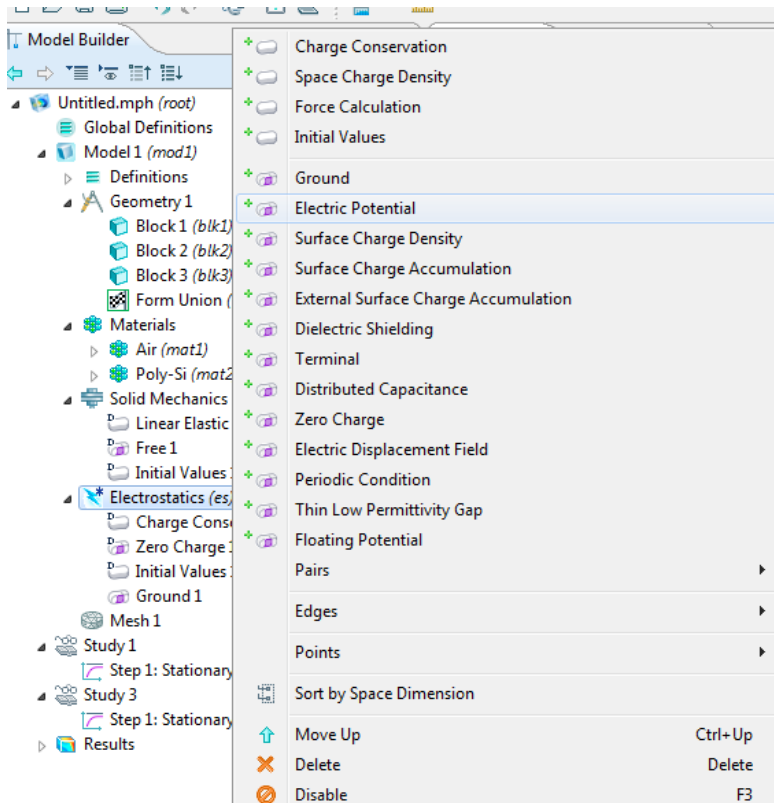 Model Builder
Untitled.mph (root)
Global Definitions
Model 1 (mod1)
Definitions
Geometry 1
Block 1 (blk1)
Block 2 (blk2)
Block 3 (blk3)
Form Union (
Materials
Air (mat1)
Poly-Si (mat2
Solid Mechanics
Linear Elastic
Free 1
Initial Values
Electrostatics (es)
Charge Cons
Zero Charge 1
Initial Values
Ground 1
Mesh 1
Study 1
Step 1: Stationary
Study 3
Step 1: Stationary
Results
Charge Conservation
Space Charge Density
Force Calculation
Initial Values
Ground
Electric Potential
Surface Charge Density
Surface Charge Accumulation
External Surface Charge Accumulation
Dielectric Shielding
Terminal
Distributed Capacitance
Zero Charge
Electric Displacement Field
Periodic Condition
Thin Low Permittivity Gap
Floating Potential
Pairs
Edges
Points
Sort by Space Dimension
Move Up Ctrl+Up
Delete Delete
Disable F3